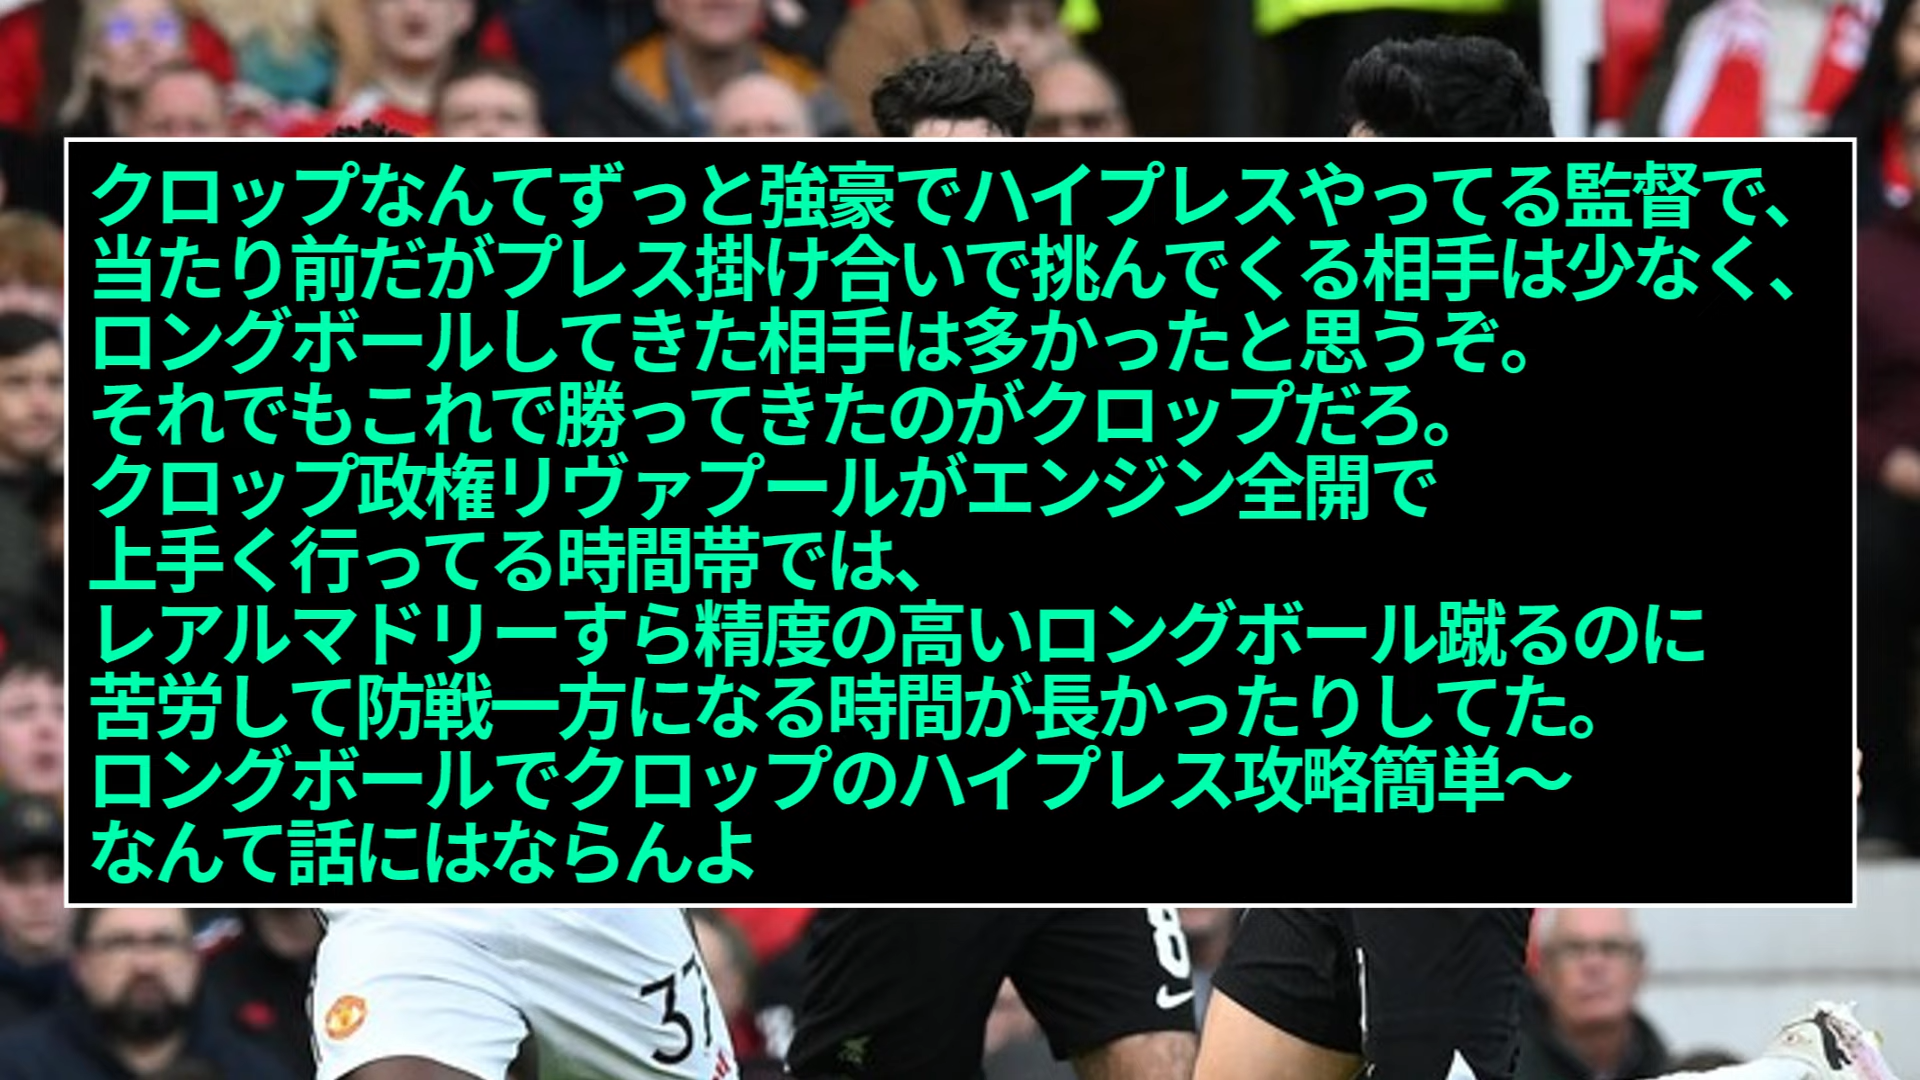 クロップなんてずっと強豪でハイプレスやってる監督で、
当たり前だがプレス掛け合いで挑んでくる相手は少なく、
ロングボールしてきた相手は多かったと思うぞ。
それでもこれで勝ってきたのがクロップだろ。
クロップ政権リヴァプールがエンジン全開で
上手く行ってる時間帯では、
レアルマドリーすら精度の高いロングボール蹴るのに
苦労して防戦一方になる時間が長かったりしてた。
ロングボールでクロップのハイプレス攻略簡単～
なんて話にはならんよ
8
37